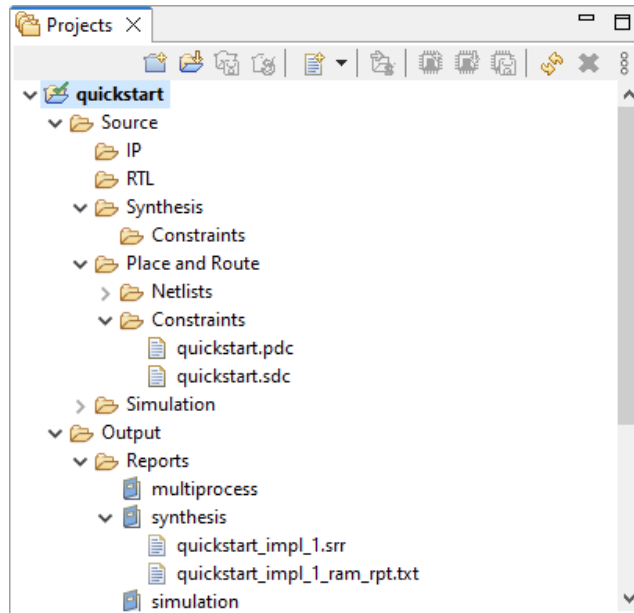 Projects
quickstart
Source
IP
RTL
Synthesis
Constraints
Place and Route
Netlists
Constraints
quickstart.pdc
quickstart.sdc
Simulation
Output
Reports
multiprocess
synthesis
quickstart_impl_1.srr
quickstart_impl_1_ram_rpt.txt
simulation